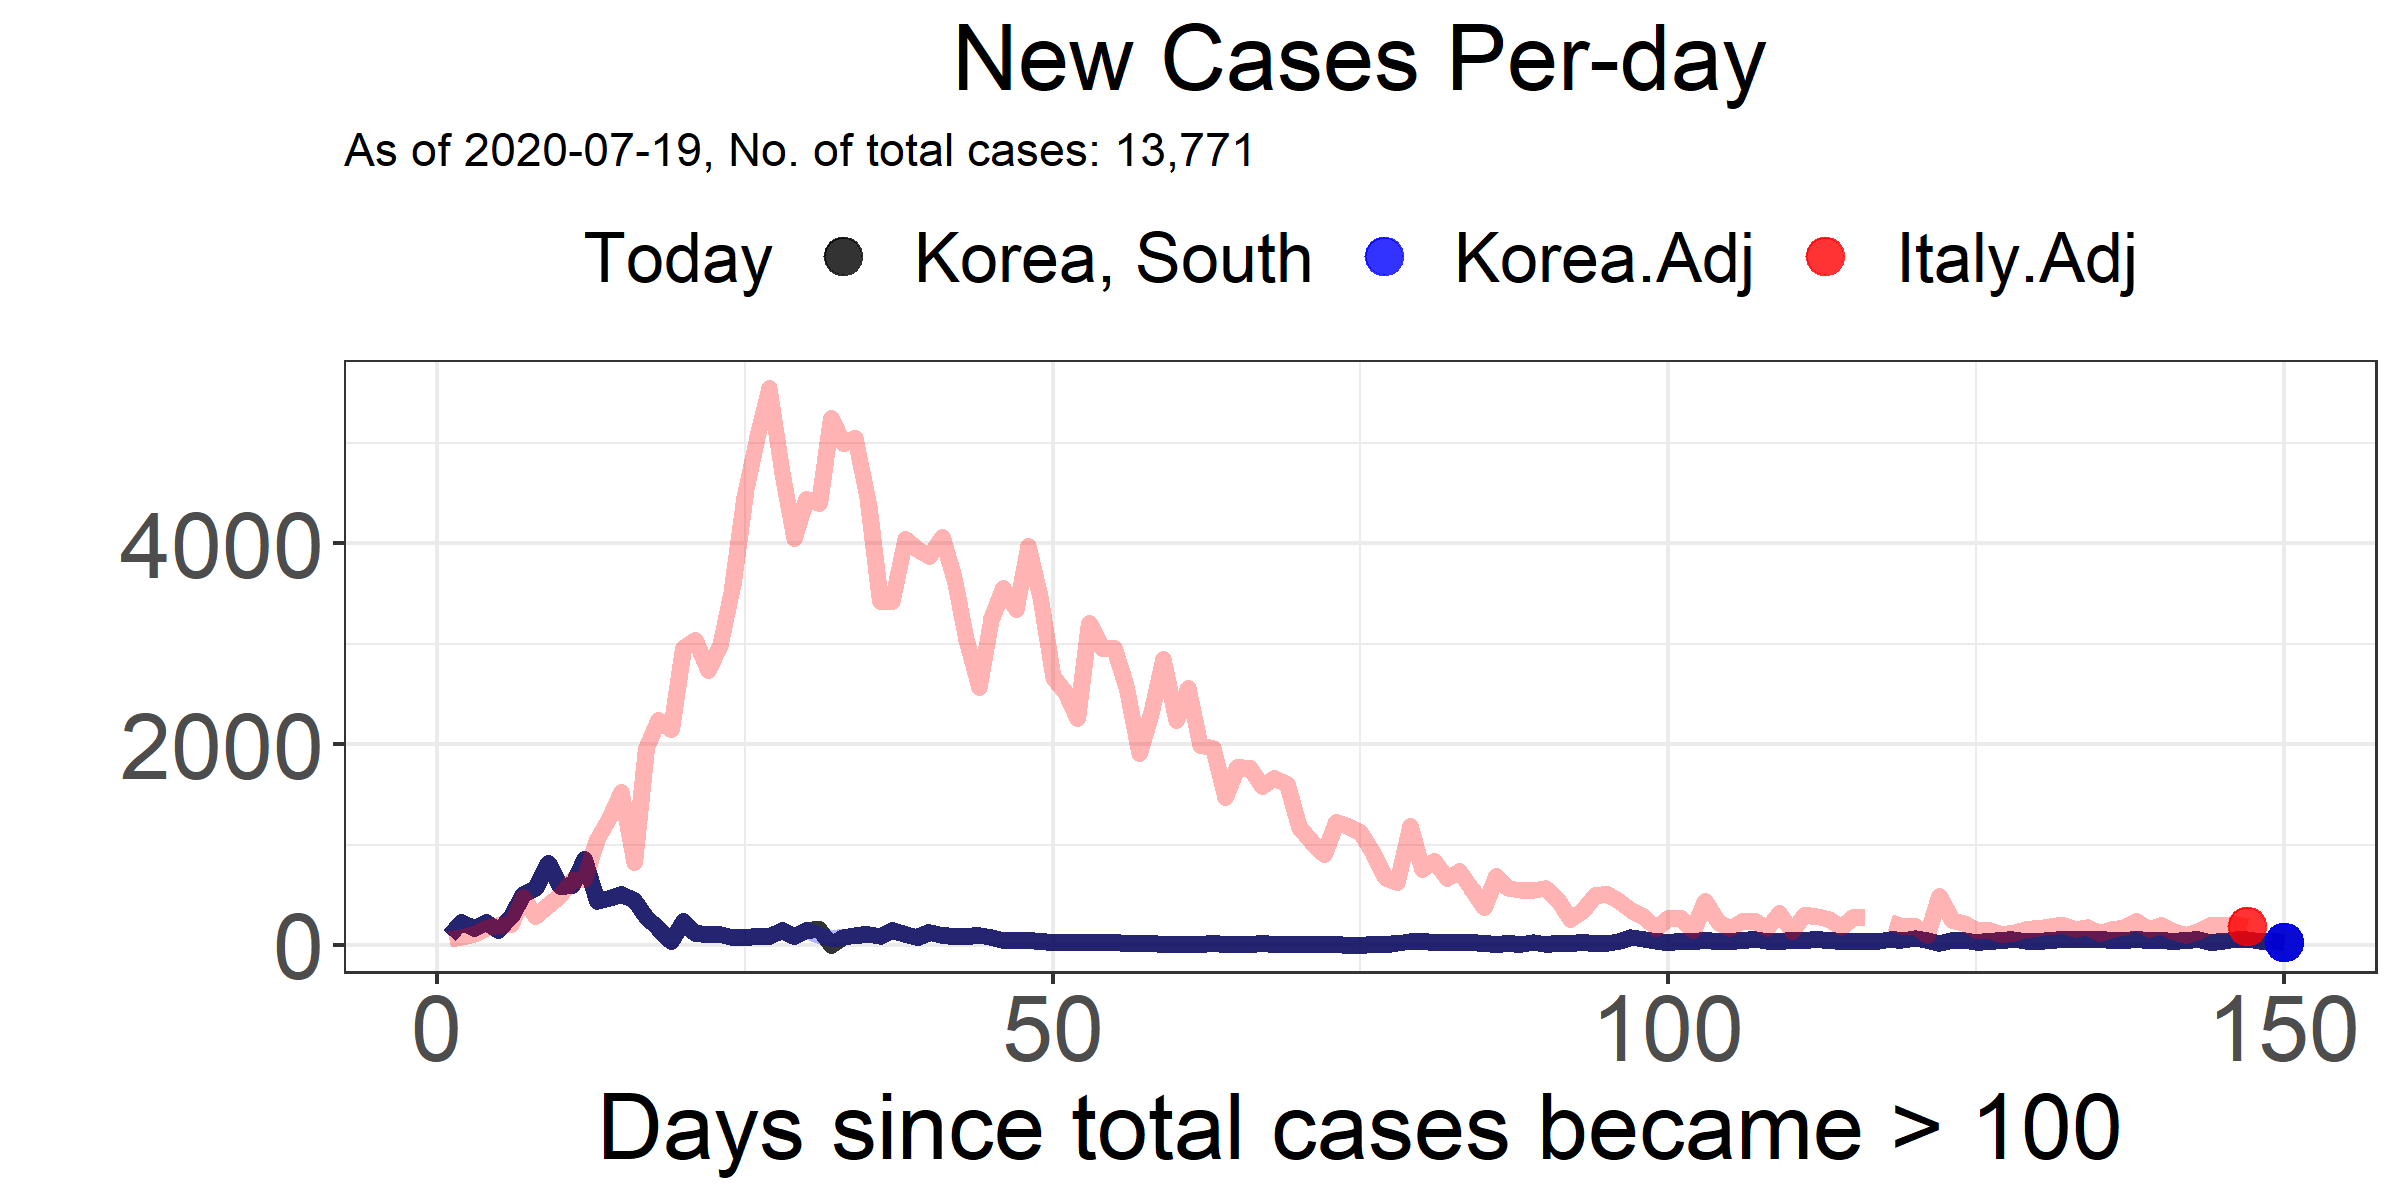 New Cases Per-day
As of 2020-07-19, No. of total cases: 13,771
Today Korea, South Korea.Adj Italy.Adj
4000
2000
0
0 50 100 150
Days since total cases became > 100